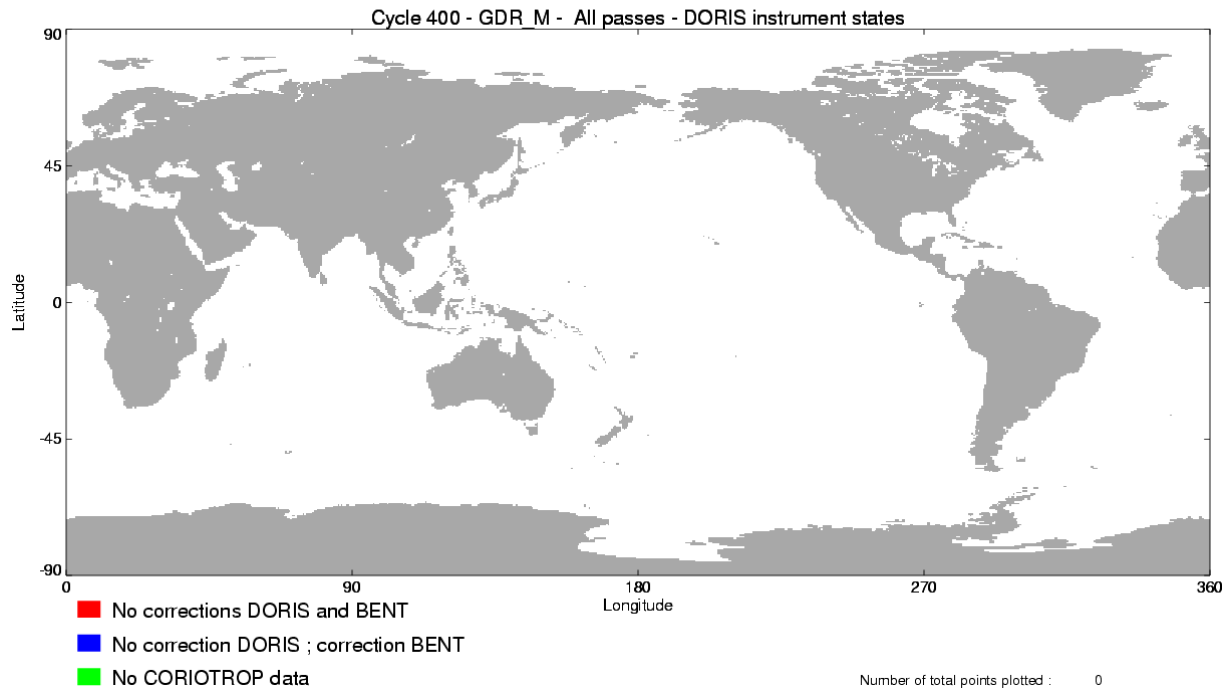 Cycle 400 - GDR_M - All passes - DORIS instrument states
90
45
0
-45
-90
Latitude
0 90 180 270 360
Longitude
No corrections DORIS and BENT
No correction DORIS ; correction BENT
No CORIOTROP data
Number of total points plotted : 0